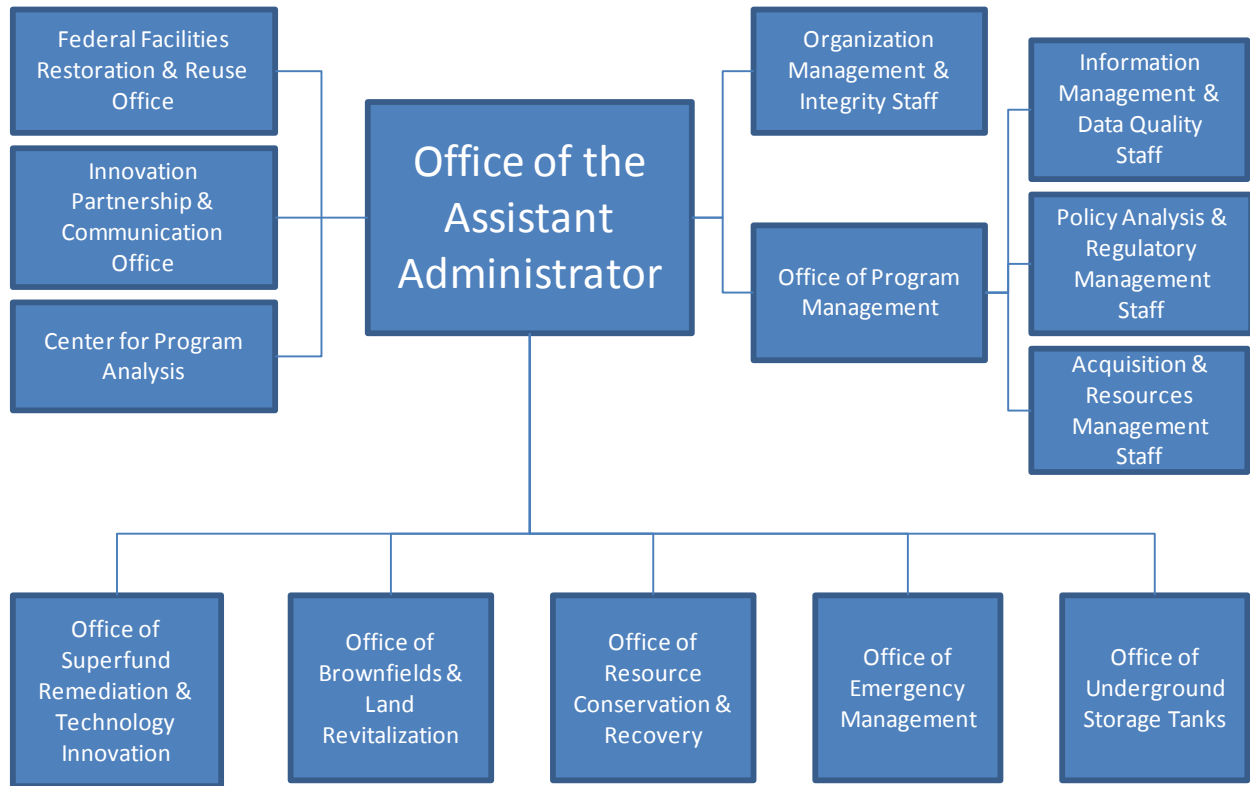 Federal Facilities
Restoration & Reuse
Office
Innovation
Partnership &
Communication
Office
Center for Program
Analysis
Office of the
Assistant
Administrator
Organization
Management &
Integrity Staff
Office of Program
Management
Information
Management &
Data Quality
Staff
Policy Analysis &
Regulatory
Management
Staff
Acquisition &
Resources
Management
Staff
Office of
Superfund
Remediation &
Technology
Innovation
Office of
Brownfields &
Land
Revitalization
Office of
Resource
Conservation &
Recovery
Office of
Emergency
Management
Office of
Underground
Storage Tanks